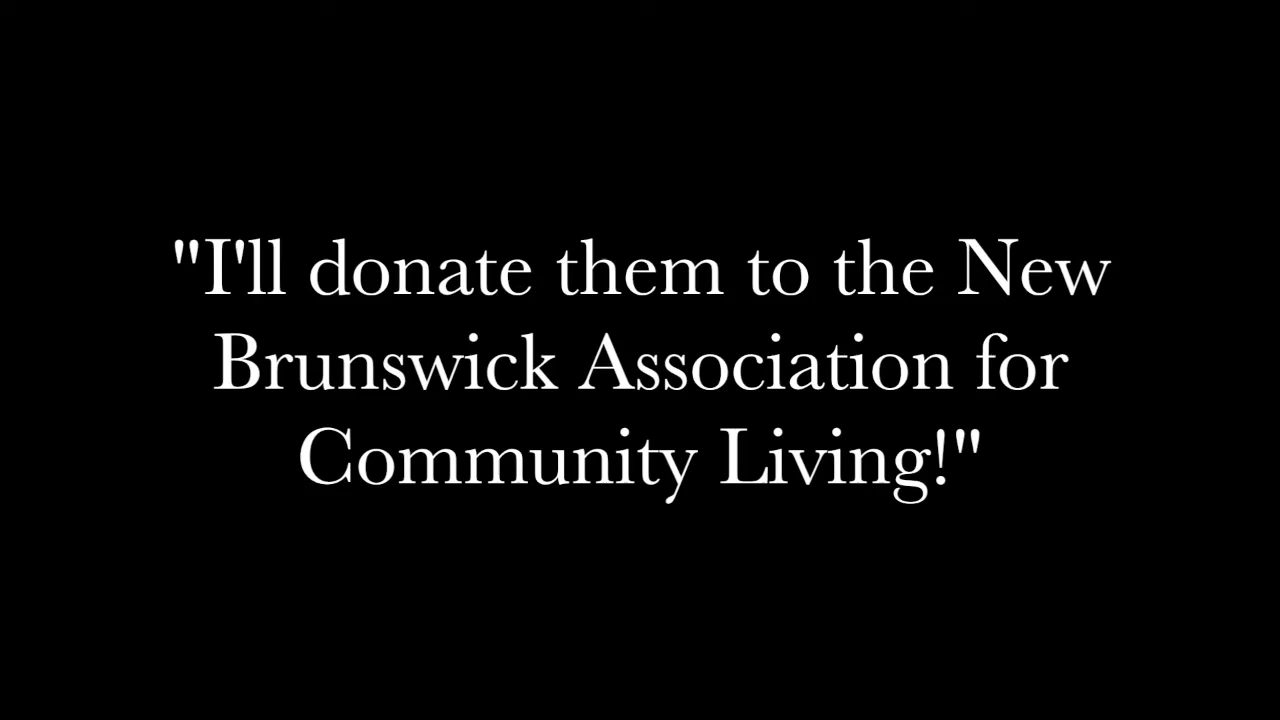 "I'll donate them to the New
Brunswick Association for
Community Living!"